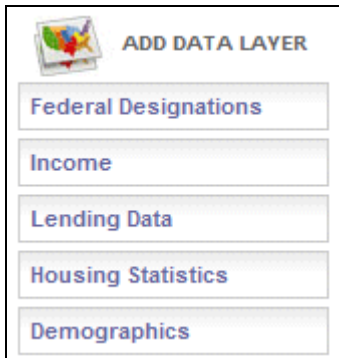 ADD DATA LAYER
Federal Designations
Income
Lending Data
Housing Statistics
Demographics